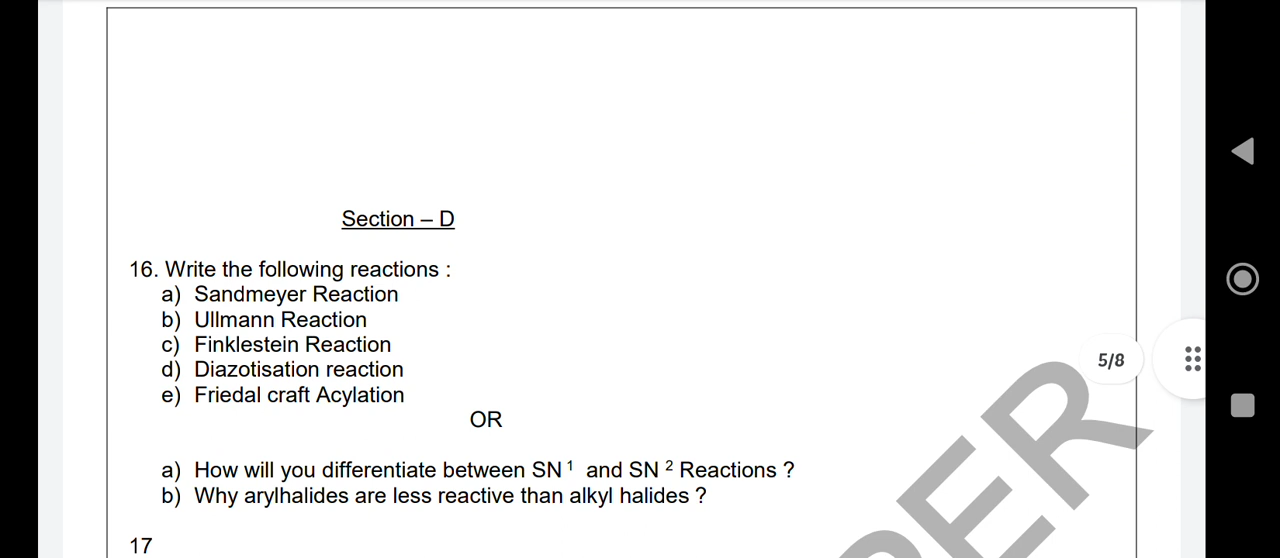 Section – D
16. Write the following reactions :
a) Sandmeyer Reaction
b) Ullmann Reaction
c) Finklestein Reaction
d) Diazotisation reaction
e) Friedal craft Acylation
OR
5/8
a) How will you differentiate between SN ¹ and SN ² Reactions ?
b) Why arylhalides are less reactive than alkyl halides ?
17
PER